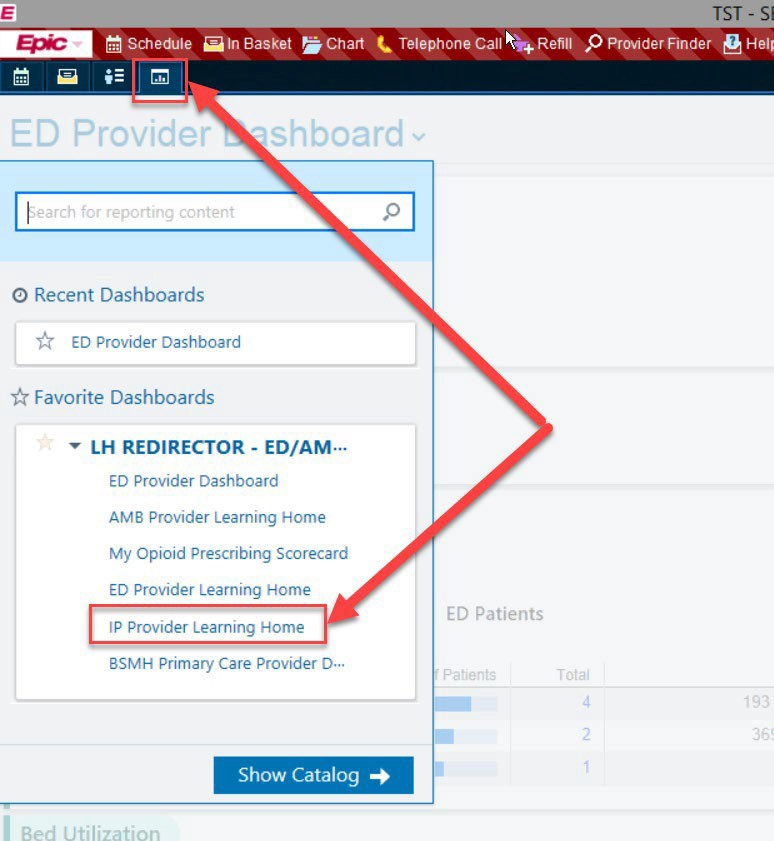 E
TST - SE
Epic Schedule In Basket Chart Telephone Call Refill Provider Finder Help
ED Provider Dashboard
Search for reporting content
Recent Dashboards
ED Provider Dashboard
Favorite Dashboards
LH REDIRECTOR - ED/AM...
ED Provider Dashboard
AMB Provider Learning Home
My Opioid Prescribing Scorecard
ED Provider Learning Home
IP Provider Learning Home
BSMH Primary Care Provider D...
Show Catalog
ED Patients
f Patients Total
4 193
2 369
1
Bed Utilization